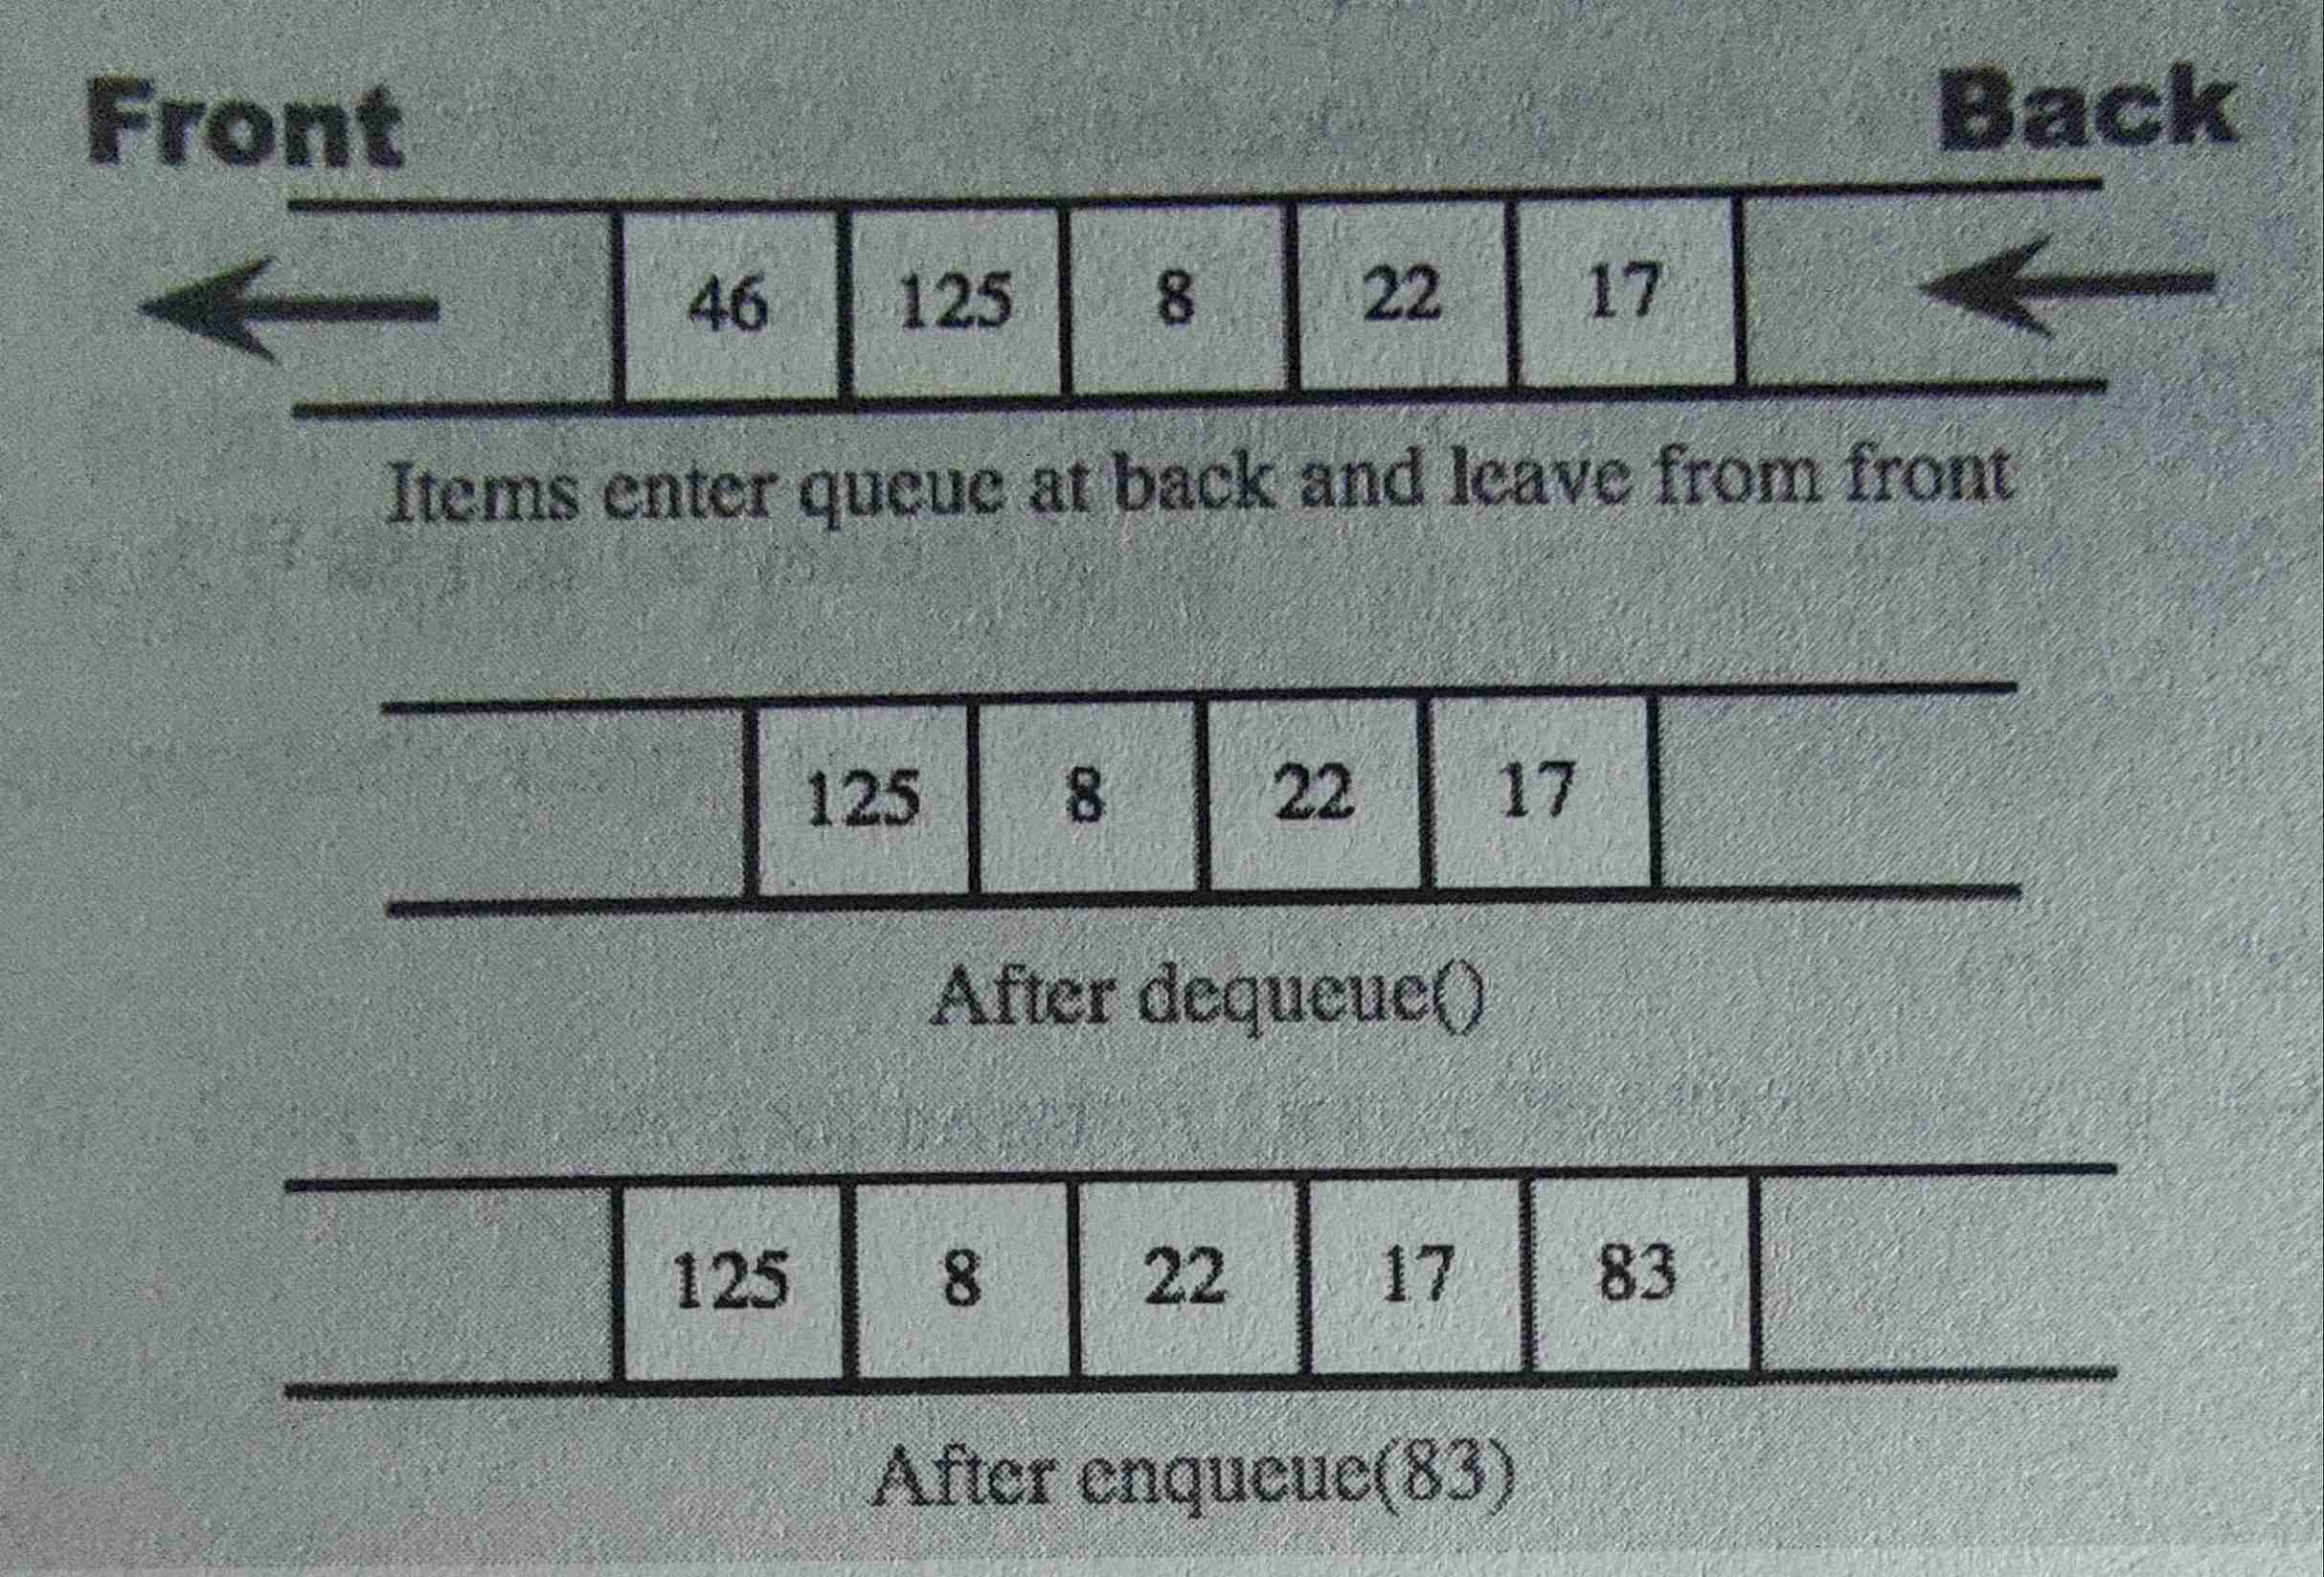 Front Back
46 125 8 22 17
Items enter queue at back and leave from front
125 8 22 17
After dequeue()
125 8 22 17 83
After enqueue(83)